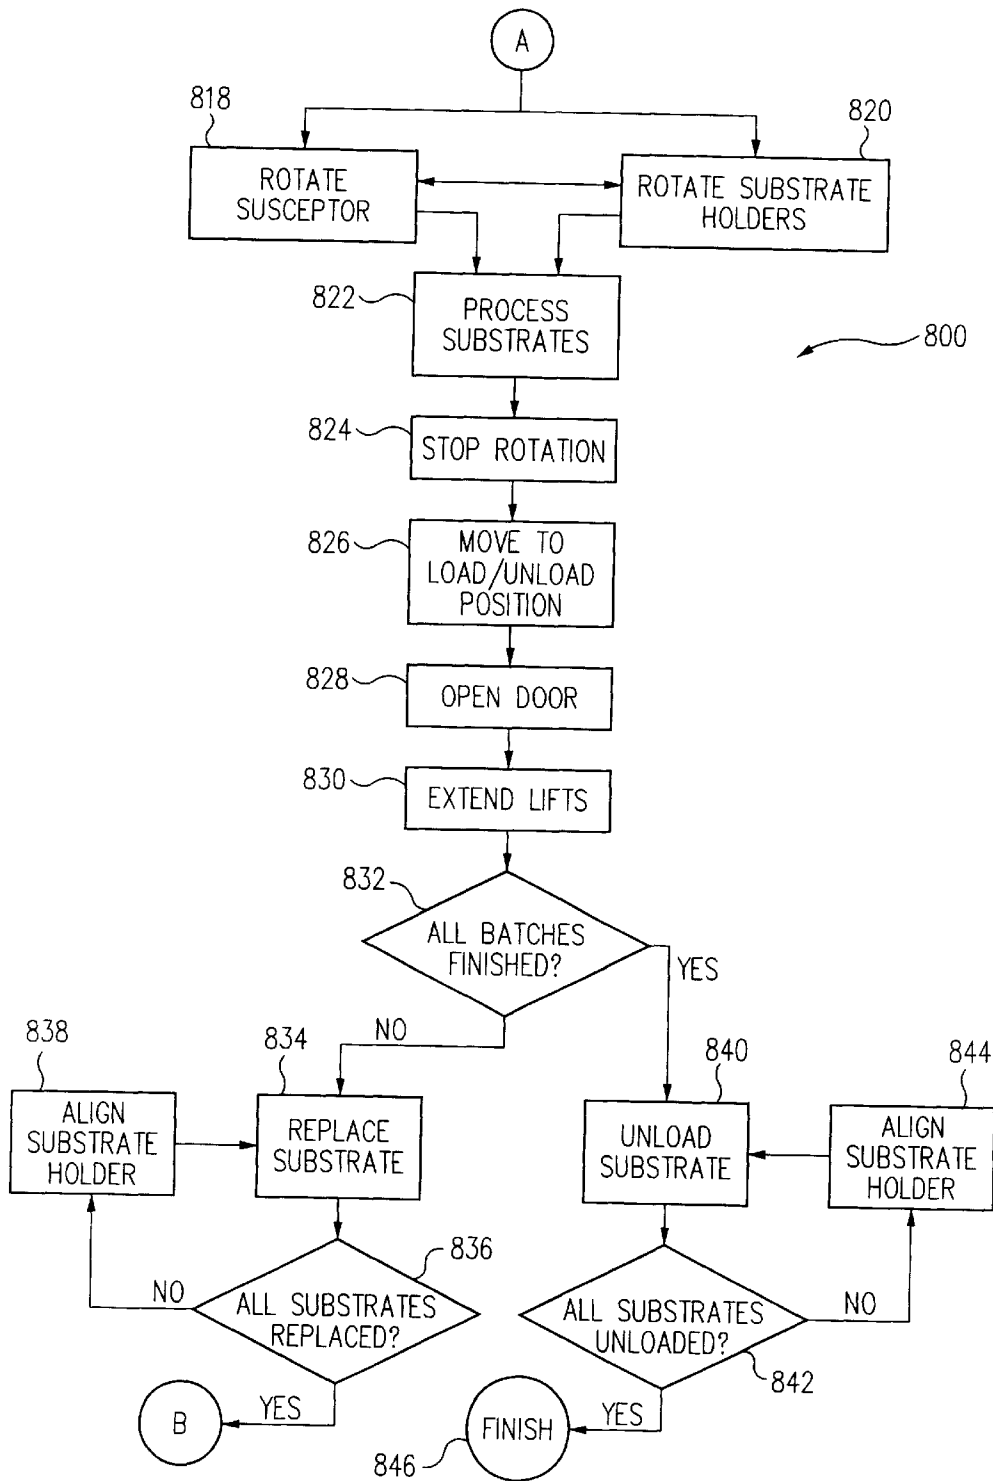 A
818
820
ROTATE
SUSCEPTOR
ROTATE SUBSTRATE
HOLDERS
822
PROCESS
SUBSTRATES
800
824
STOP ROTATION
826
MOVE TO
LOAD/UNLOAD
POSITION
828
OPEN DOOR
830
EXTEND LIFTS
832
ALL BATCHES
FINISHED?
YES
NO
838
834
840
844
ALIGN
SUBSTRATE
HOLDER
REPLACE
SUBSTRATE
UNLOAD
SUBSTRATE
ALIGN
SUBSTRATE
HOLDER
836
NO
ALL SUBSTRATES
REPLACED?
ALL SUBSTRATES
UNLOADED?
NO
842
YES
B
YES
FINISH
846